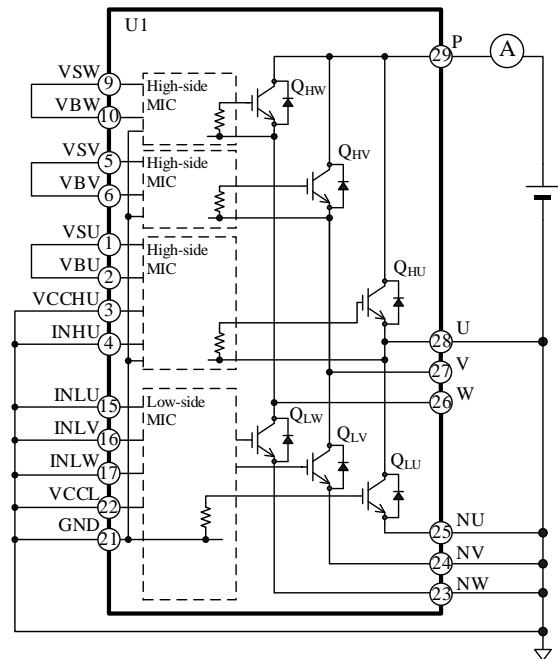 U1
P
29
A
VSW
9
High-side
MIC
QHW
VBW
10
VSV
5
High-side
MIC
QHV
VBV
6
VSU
1
High-side
MIC
VBU
2
QHU
VCCHU
3
INHU
4
U
28
V
27
W
26
INLU
15
Low-side
MIC
QLW
INLV
16
QLV
INLW
17
QLU
VCCL
22
GND
21
NU
25
NV
24
NW
23